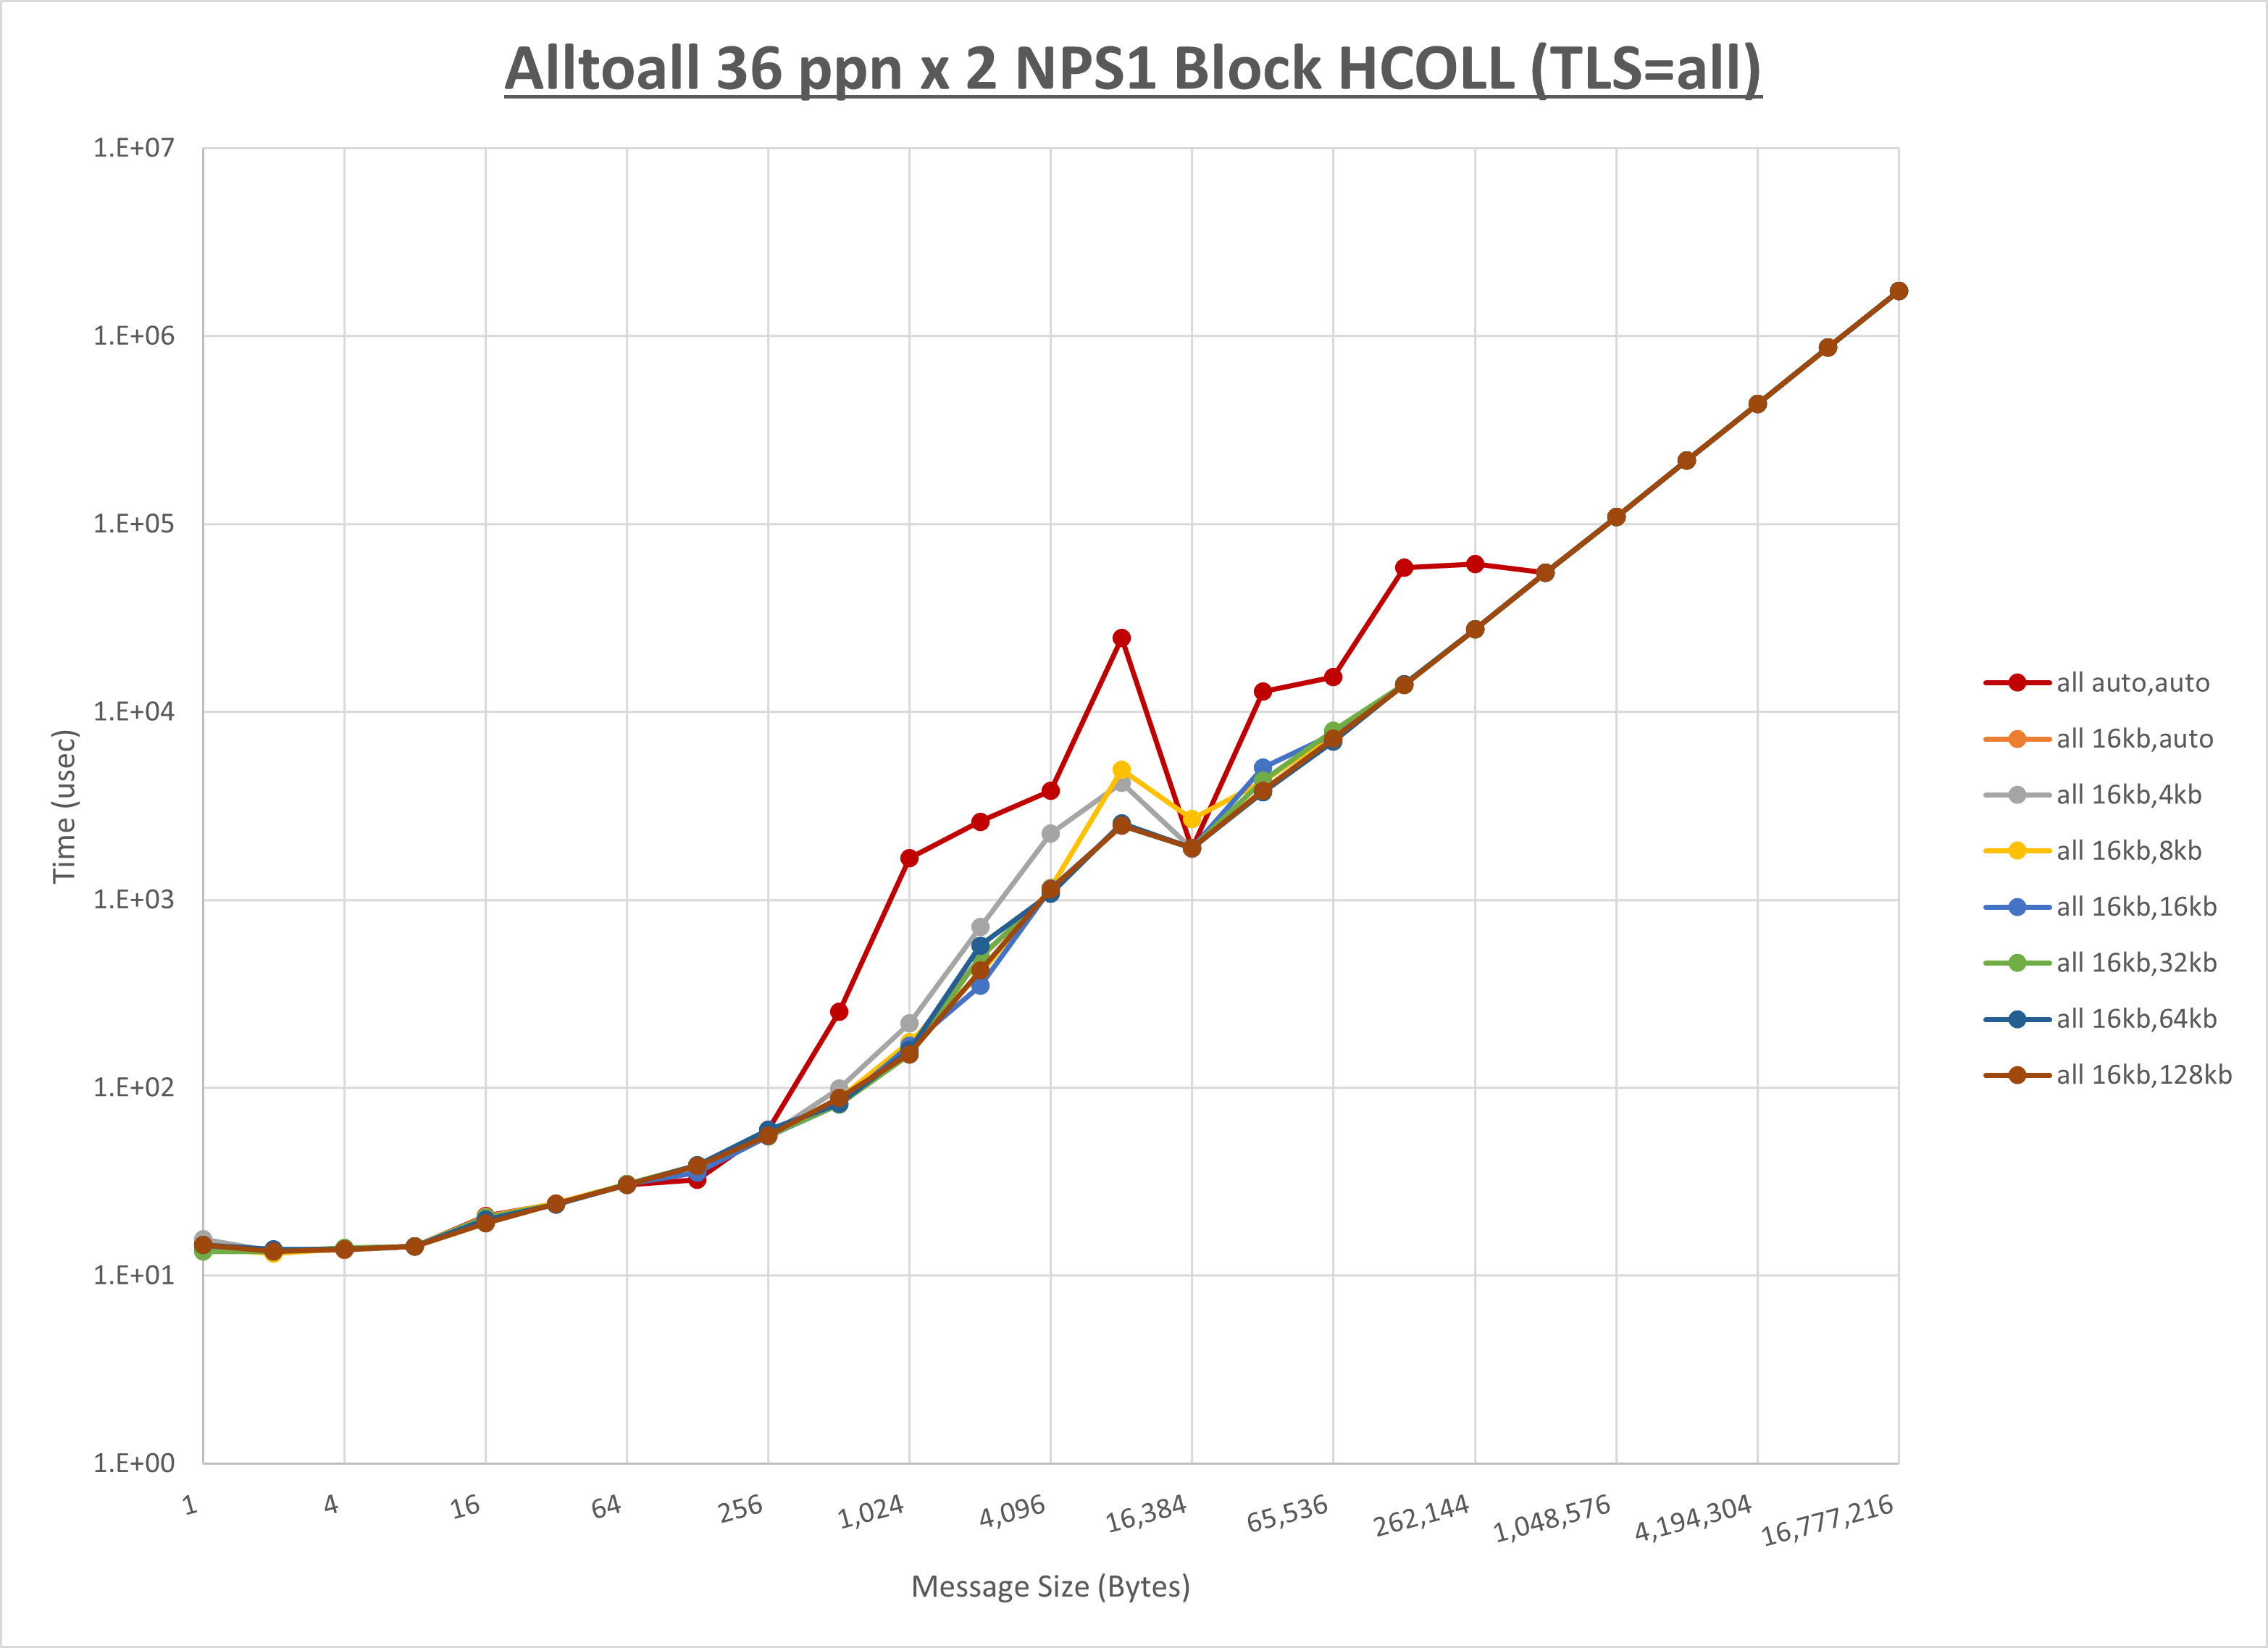 Alltoall 36 ppn x 2 NPS1 Block HCOLL (TLS=all)
1.E+07
1.E+06
1.E+05
1.E+04
1.E+03
1.E+02
1.E+01
1.E+00
Time (usec)
1
4
16
64
256
1,024
4,096
16,384
65,536
262,144
1,048,576
4,194,304
16,777,216
Message Size (Bytes)
all auto,auto
all 16kb,auto
all 16kb,4kb
all 16kb,8kb
all 16kb,16kb
all 16kb,32kb
all 16kb,64kb
all 16kb,128kb